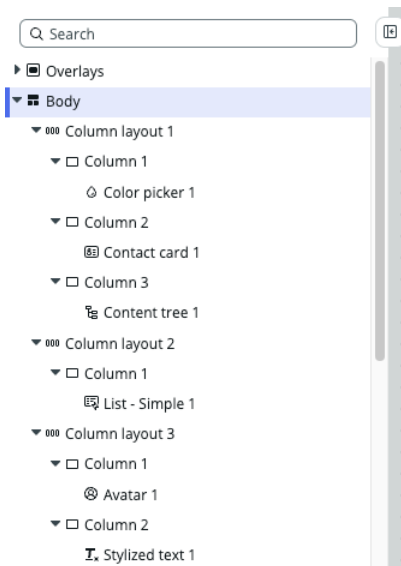 Search
Overlays
Body
Column layout 1
Column 1
Color picker 1
Column 2
Contact card 1
Column 3
Content tree 1
Column layout 2
Column 1
List - Simple 1
Column layout 3
Column 1
Avatar 1
Column 2
Stylized text 1